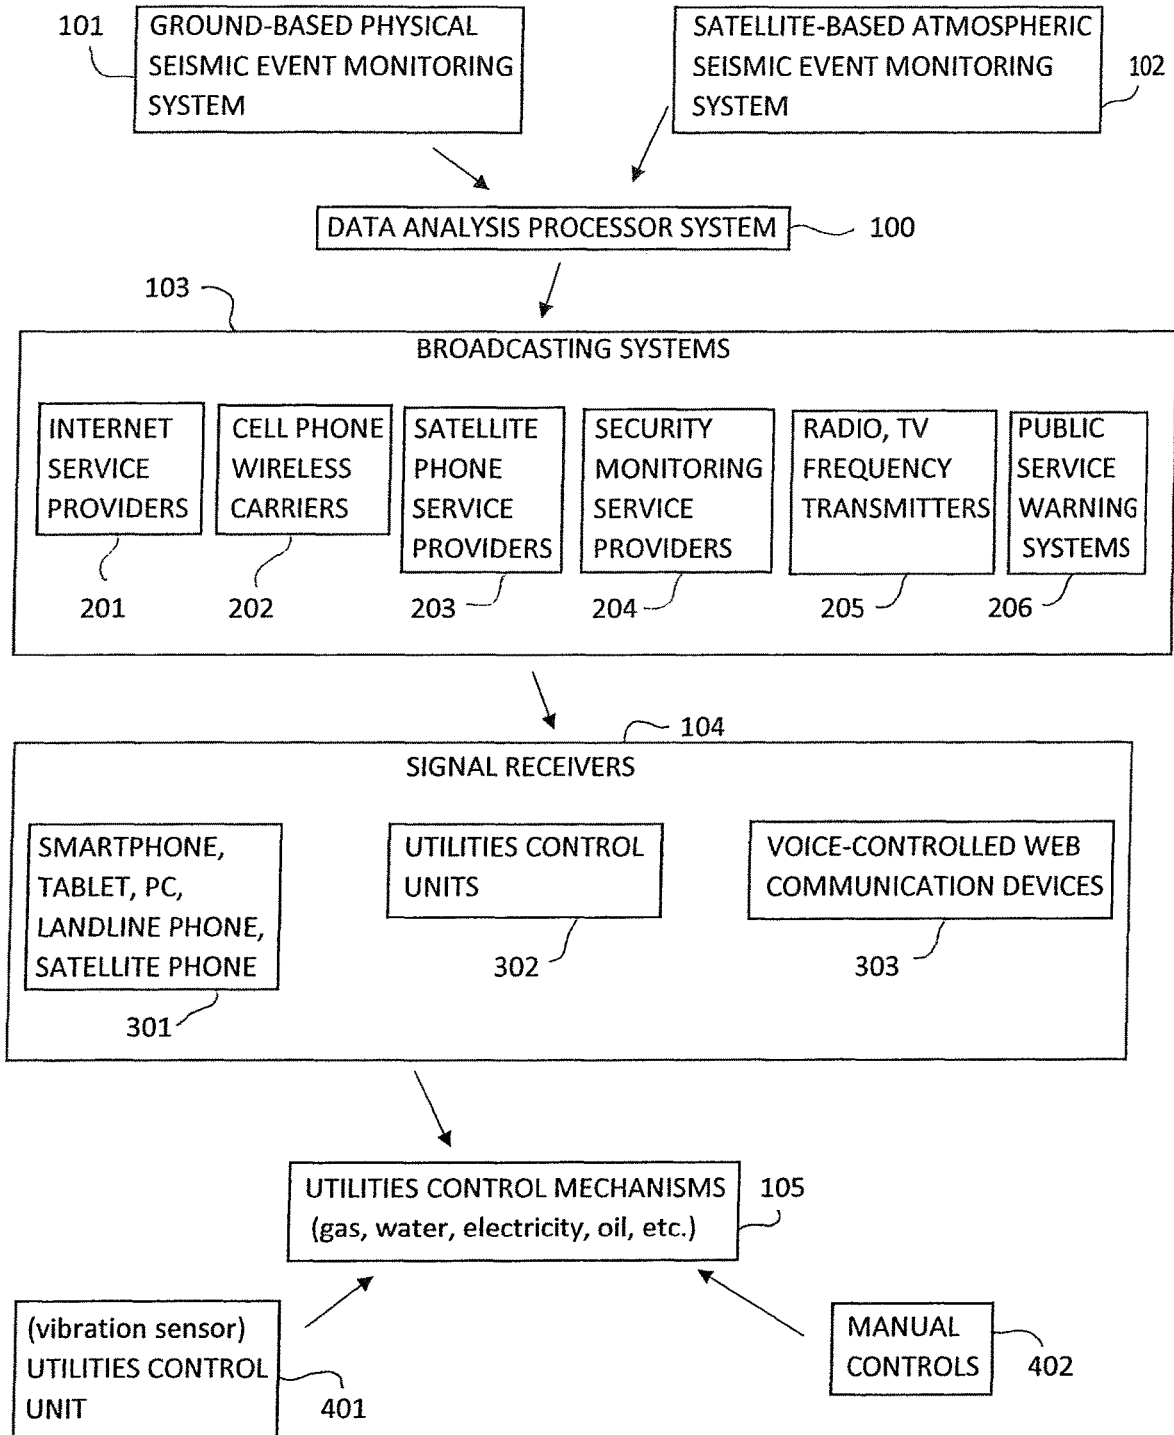 101
GROUND-BASED PHYSICAL
SEISMIC EVENT MONITORING
SYSTEM
SATELLITE-BASED ATMOSPHERIC
SEISMIC EVENT MONITORING
SYSTEM
102
DATA ANALYSIS PROCESSOR SYSTEM
100
103
BROADCASTING SYSTEMS
INTERNET
SERVICE
PROVIDERS
201
CELL PHONE
WIRELESS
CARRIERS
202
SATELLITE
PHONE
SERVICE
PROVIDERS
203
SECURITY
MONITORING
SERVICE
PROVIDERS
204
RADIO, TV
FREQUENCY
TRANSMITTERS
205
PUBLIC
SERVICE
WARNING
SYSTEMS
206
104
SIGNAL RECEIVERS
SMARTPHONE,
TABLET, PC,
LANDLINE PHONE,
SATELLITE PHONE
301
UTILITIES CONTROL
UNITS
302
VOICE-CONTROLLED WEB
COMMUNICATION DEVICES
303
UTILITIES CONTROL MECHANISMS
(gas, water, electricity, oil, etc.)
105
(vibration sensor)
UTILITIES CONTROL
UNIT
401
MANUAL
CONTROLS
402